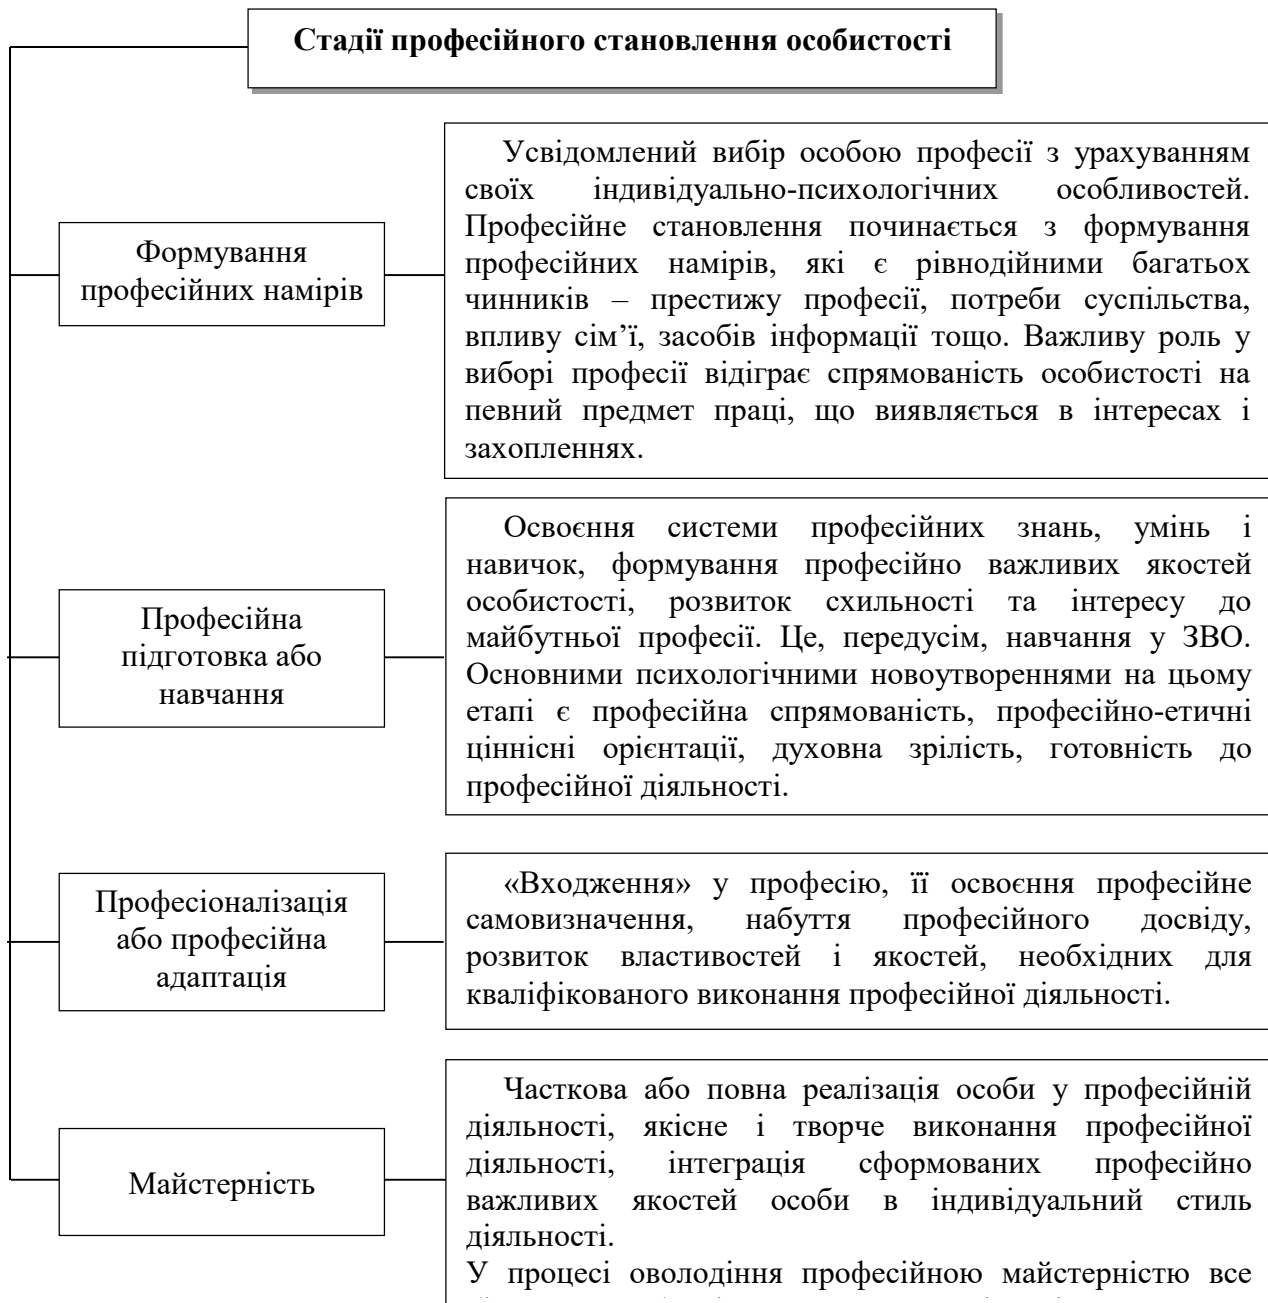 Стадії професійного становлення особистості
Формування
професійних намірів
Усвідомлений вибір особою професії з урахуванням
своїх індивідуально-психологічних особливостей.
Професійне становлення починається з формування
професійних намірів, які є рівнодійними багатьох
чинників – престижу професії, потреби суспільства,
впливу сім’ї, засобів інформації тощо. Важливу роль у
виборі професії відіграє спрямованість особистості на
певний предмет праці, що виявляється в інтересах і
захопленнях.
Професійна
підготовка або
навчання
Освоєння системи професійних знань, умінь і
навичок, формування професійно важливих якостей
особистості, розвиток схильності та інтересу до
майбутньої професії. Це, передусім, навчання у ЗВО.
Основними психологічними новоутвореннями на цьому
етапі є професійна спрямованість, професійно-етичні
ціннісні орієнтації, духовна зрілість, готовність до
професійної діяльності.
Професіоналізація
або професійна
адаптація
«Входження» у професію, її освоєння професійне
самовизначення, набуття професійного досвіду,
розвиток властивостей і якостей, необхідних для
кваліфікованого виконання професійної діяльності.
Майстерність
Часткова або повна реалізація особи у професійній
діяльності, якісне і творче виконання професійної
діяльності, інтеграція сформованих професійно
важливих якостей особи в індивідуальний стиль
діяльності.
У процесі оволодіння професійною майстерністю все